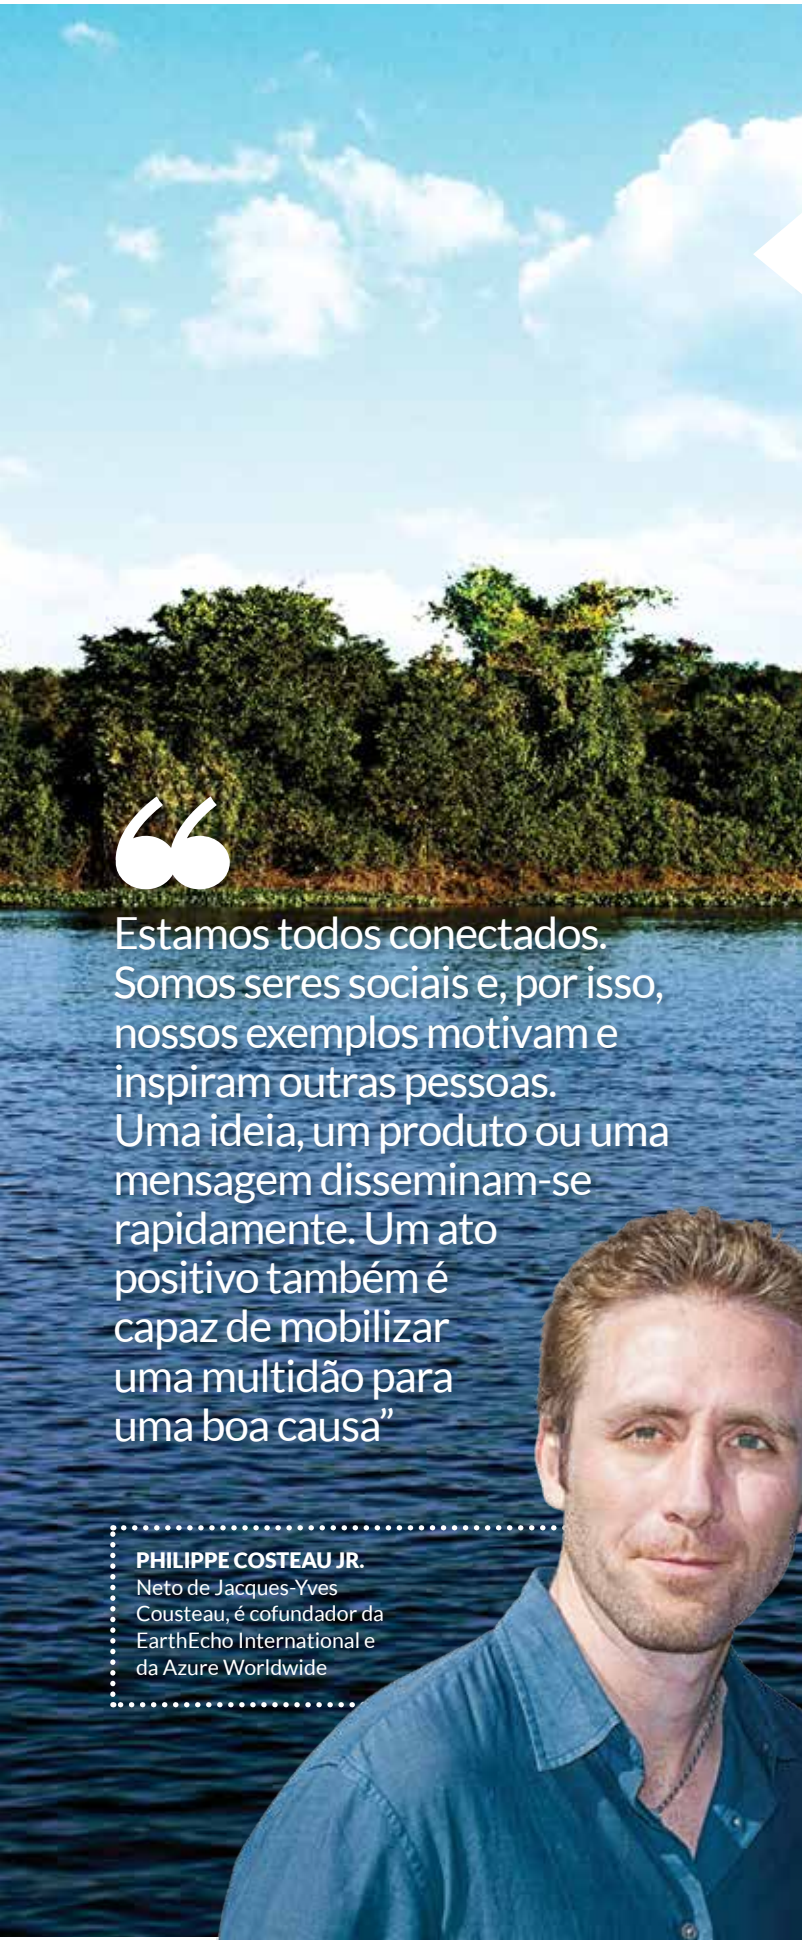 “
Estamos todos conectados.
Somos seres sociais e, por isso,
nossos exemplos motivam e
inspiram outras pessoas.
Uma ideia, um produto ou uma
mensagem disseminam-se
rapidamente. Um ato
positivo também é
capaz de mobilizar
uma multidão para
uma boa causa”
PHILIPPE COSTEAU JR.
Neto de Jacques-Yves
Cousteau, é cofundador da
EarthEcho International e
da Azure Worldwide